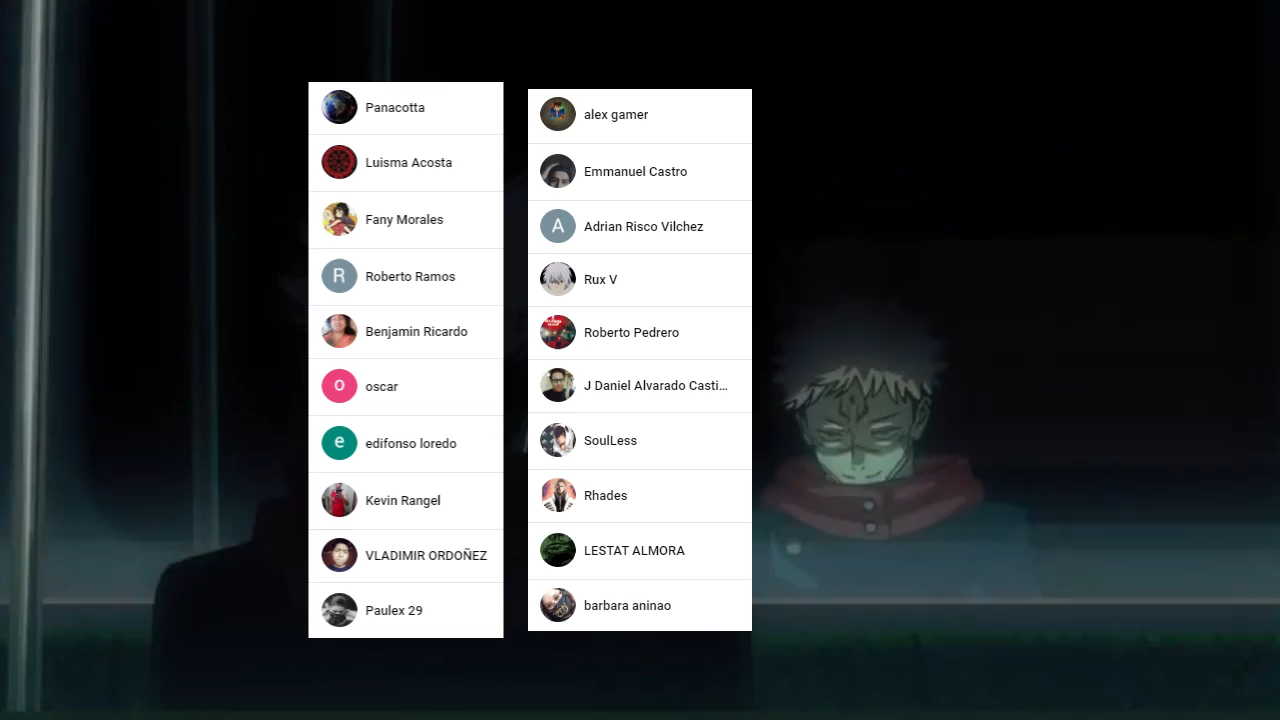 Panacotta
Luisma Acosta
Fany Morales
R
Roberto Ramos
Benjamin Ricardo
o
oscar
e
edifonso loredo
Kevin Rangel
VLADIMIR ORDOÑEZ
Paulex 29
alex gamer
Emmanuel Castro
A
Adrian Risco Vilchez
Rux V
Roberto Pedrero
J Daniel Alvarado Casti...
SoulLess
Rhades
LESTAT ALMORA
barbara aninao